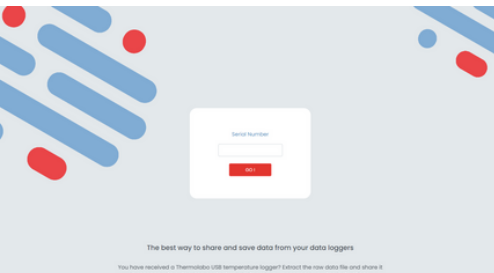 Serial Number
GO !
The best way to share and save data from your data loggers
You have received a Thermolabo USB temperature logger? Extract the raw data file and share it